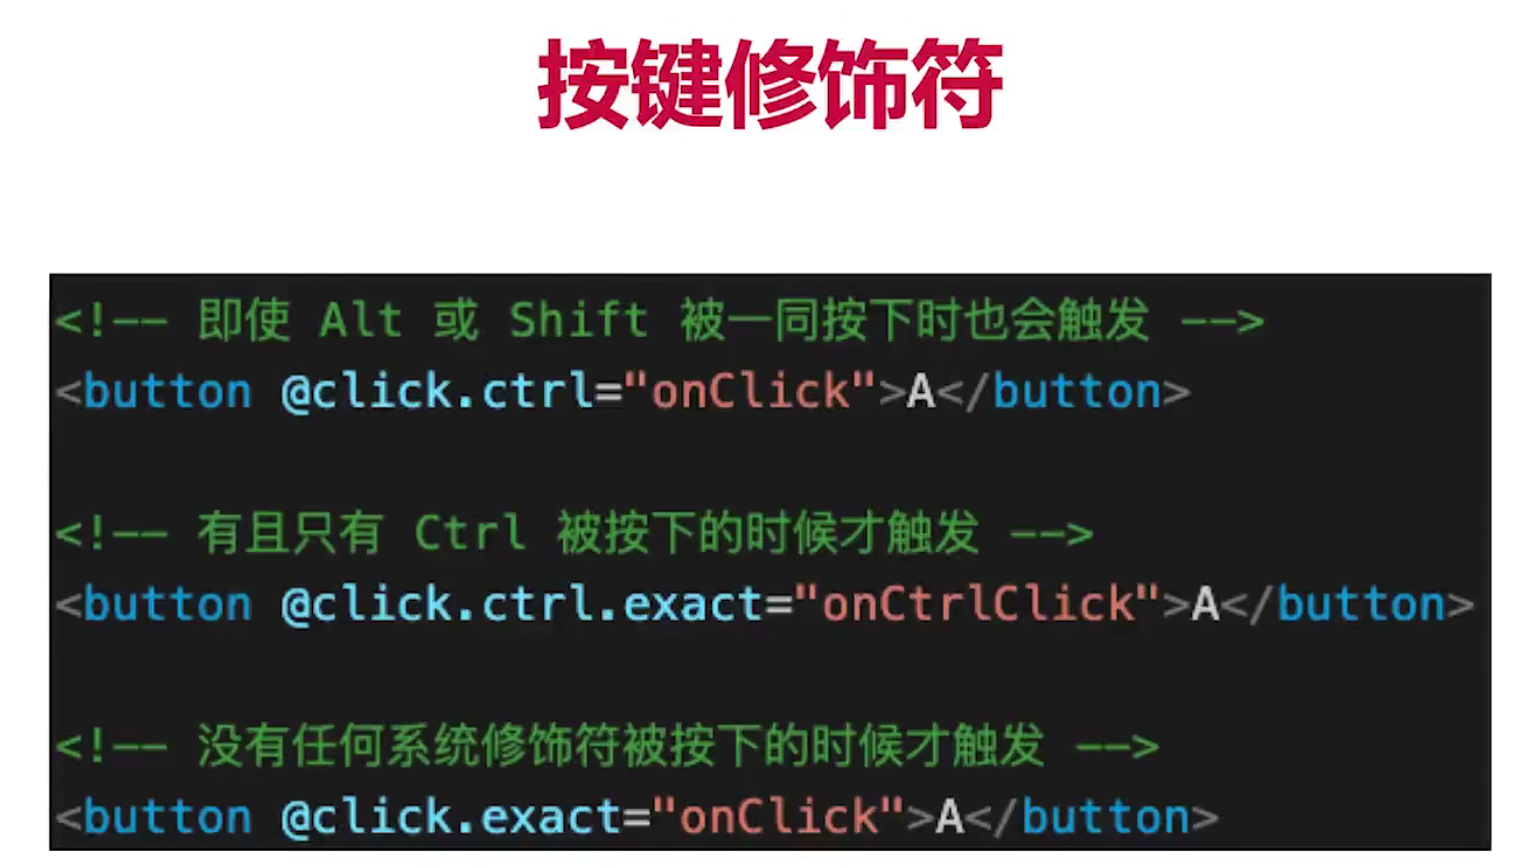 按键修饰符
<!-- 即使 Alt 或 Shift 被一同按下时也会触发 -->
<button @click.ctrl="onClick">A</button>
<!-- 有且只有 Ctrl 被按下的时候才触发 -->
<button @click.ctrl.exact="onCtrlClick">A</button>
<!-- 没有任何系统修饰符被按下的时候才触发 -->
<button @click.exact="onClick">A</button>